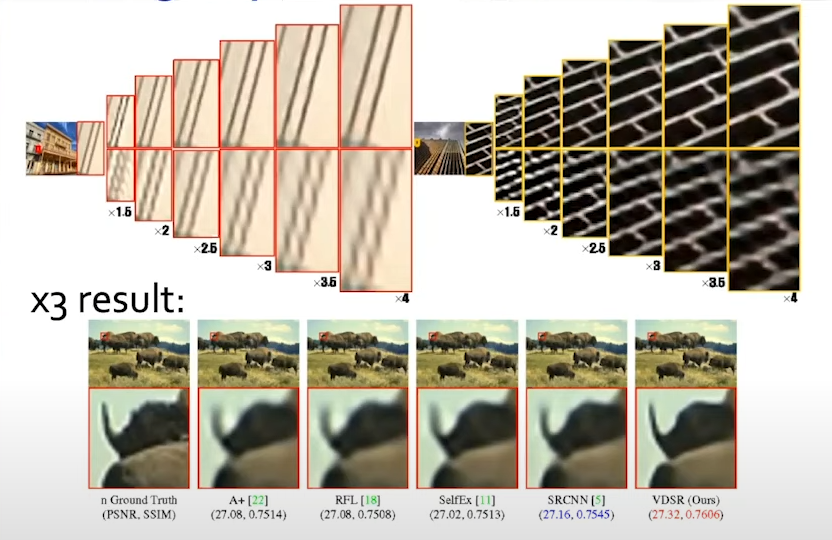 ×1.5
×2
×2.5
×3
×3.5
×4
×1.5
×2
×2.5
×3
×3.5
×4
x3 result:
n Ground Truth
(PSNR, SSIM)
A+ [22]
(27.08, 0.7514)
RFL [18]
(27.08, 0.7508)
SelfEx [11]
(27.02, 0.7513)
SRCNN [5]
(27.16, 0.7545)
VDSR (Ours)
(27.32, 0.7606)